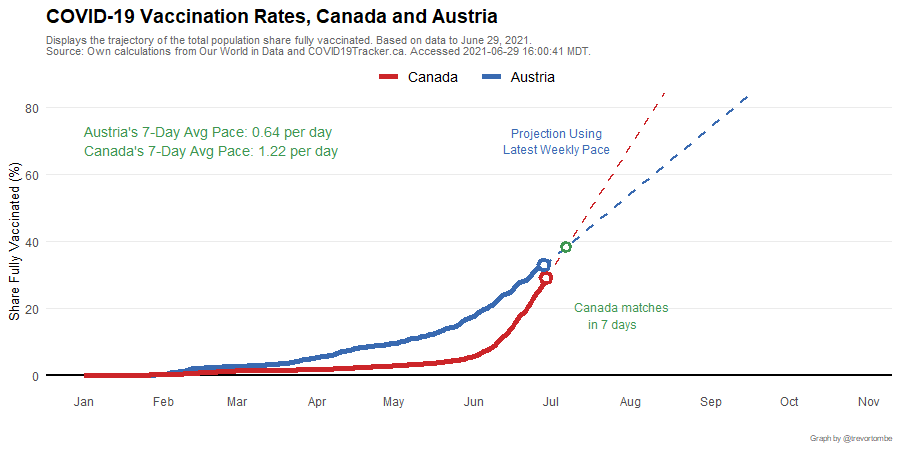 COVID-19 Vaccination Rates, Canada and Austria
Displays the trajectory of the total population share fully vaccinated. Based on data to June 29, 2021.
Source: Own calculations from Our World in Data and COVID19Tracker.ca. Accessed 2021-06-29 16:00:41 MDT.
Canada Austria
Austria's 7-Day Avg Pace: 0.64 per day
Canada's 7-Day Avg Pace: 1.22 per day
Projection Using
Latest Weekly Pace
Canada matches
in 7 days
Share Fully Vaccinated (%)
80
60
40
20
0
Jan Feb Mar Apr May Jun Jul Aug Sep Oct Nov
Graph by @trevortombe